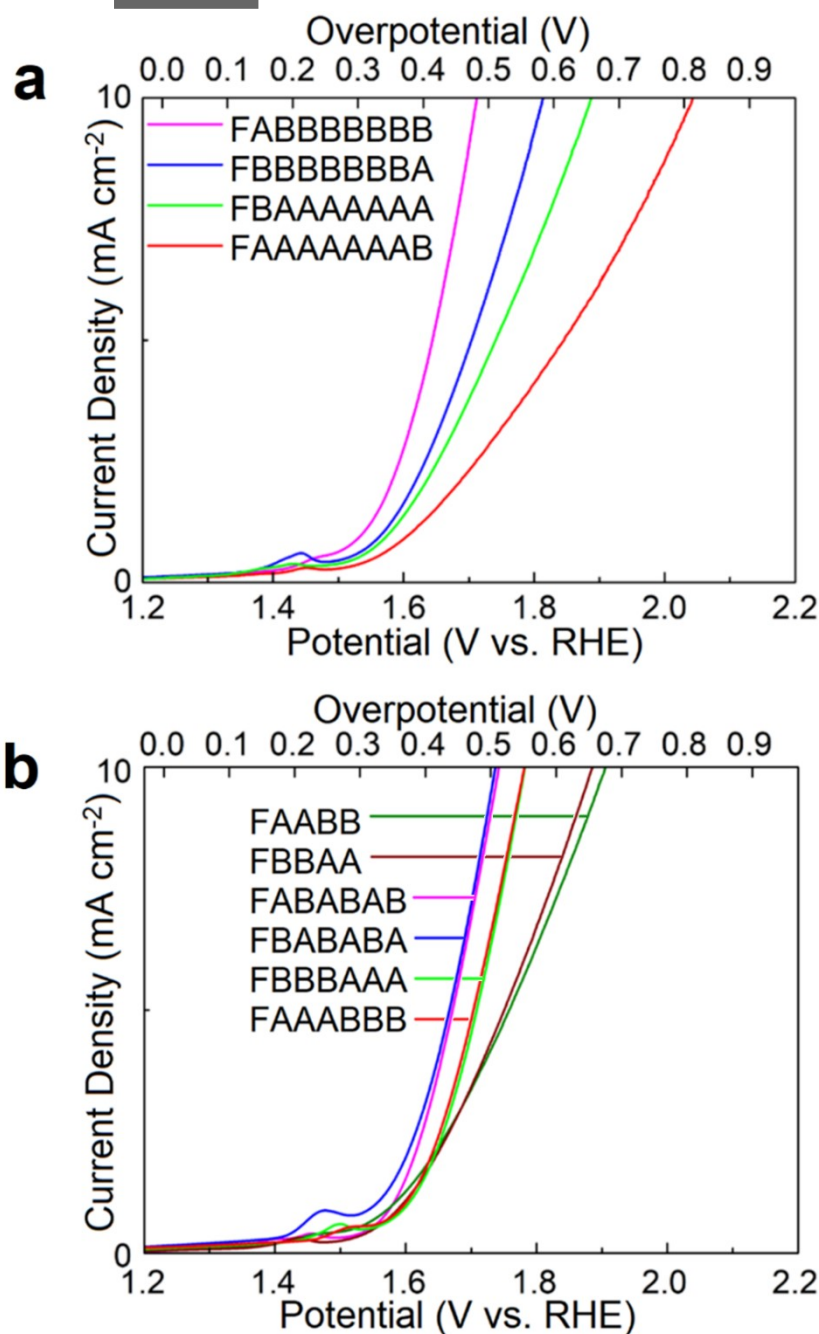 a
Overpotential (V)
0.0 0.1 0.2 0.3 0.4 0.5 0.6 0.7 0.8 0.9
10
FABBBBBBBB
FBBBBBBBBA
FBAAAAAAA
FAAAAAAAB
Current Density (mA cm⁻²)
0
1.2 1.4 1.6 1.8 2.0 2.2
Potential (V vs. RHE)
b
Overpotential (V)
0.0 0.1 0.2 0.3 0.4 0.5 0.6 0.7 0.8 0.9
10
FAABB
FBBAA
FABABAB
FBABABA
FBBBAAA
FAAABBB
Current Density (mA cm⁻²)
0
1.2 1.4 1.6 1.8 2.0 2.2
Potential (V vs. RHE)